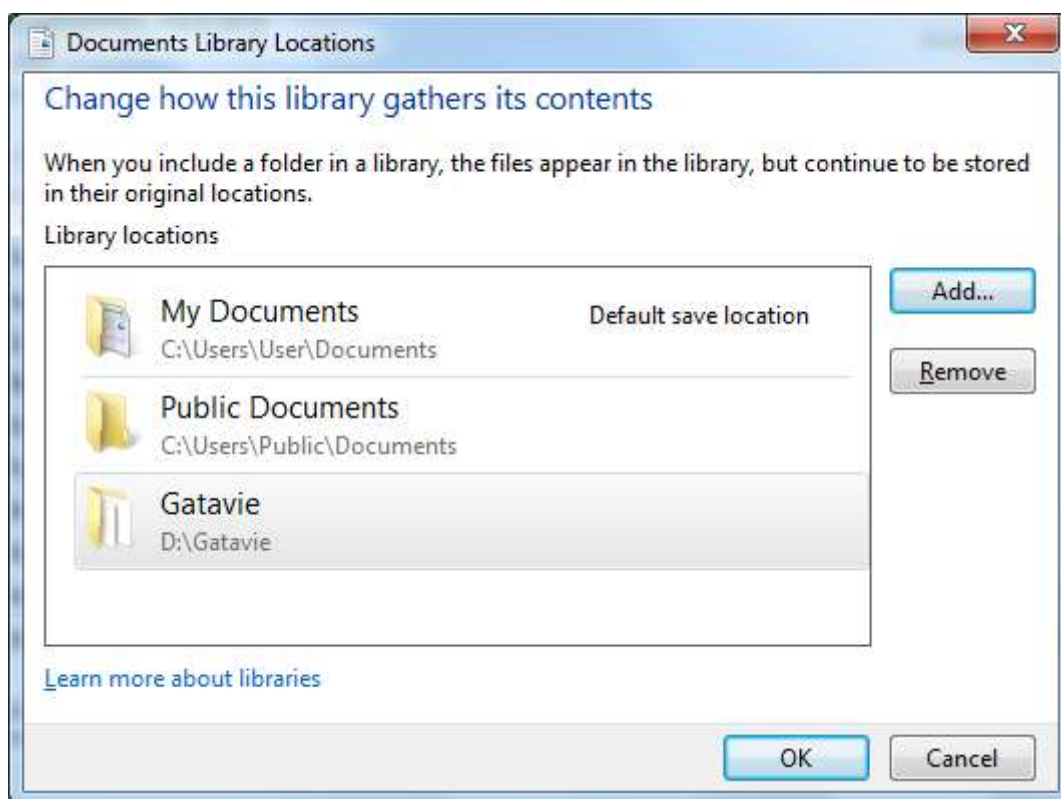 Documents Library Locations
Change how this library gathers its contents
When you include a folder in a library, the files appear in the library, but continue to be stored
in their original locations.
Library locations
My Documents
Default save location
C:\Users\User\Documents
Public Documents
C:\Users\Public\Documents
Gatavie
D:\Gatavie
Add...
Remove
Learn more about libraries
OK
Cancel